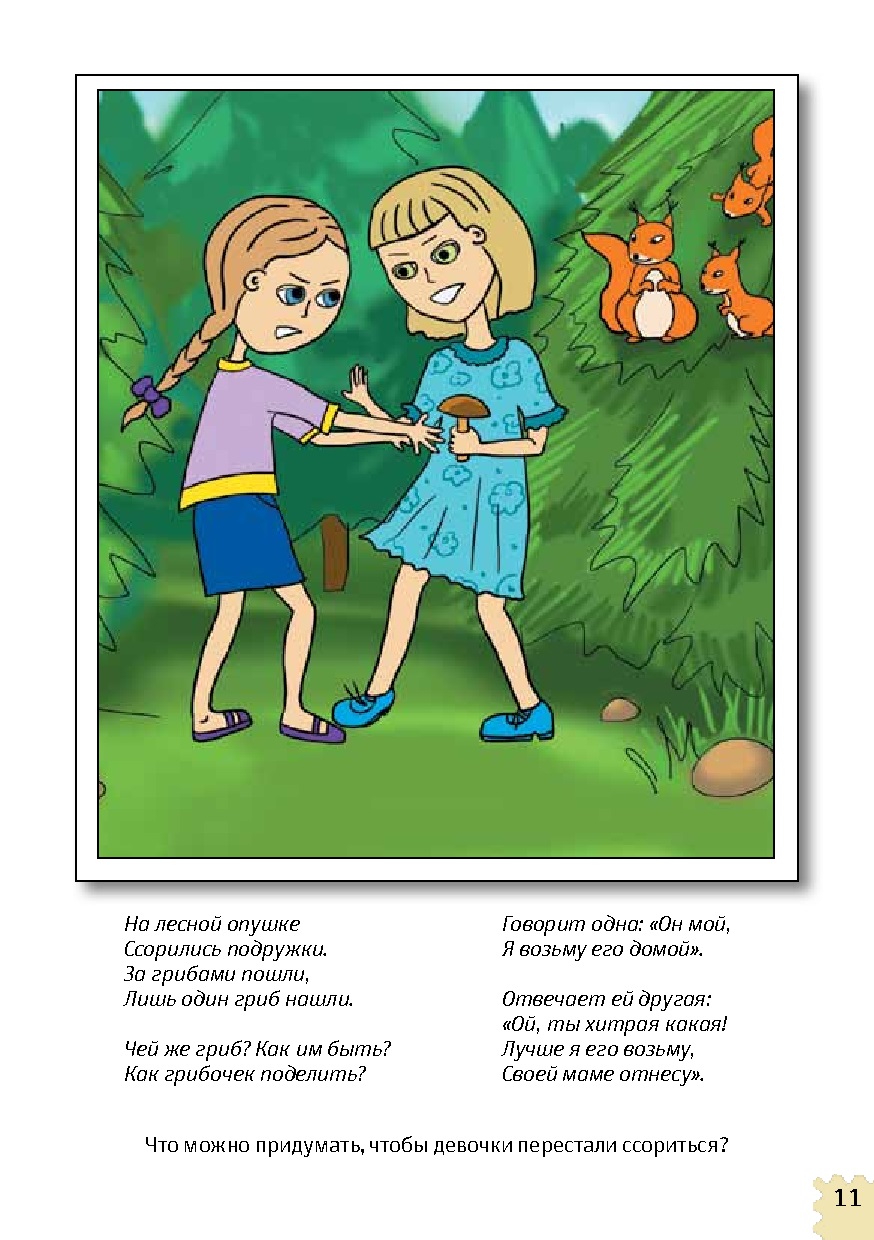 На лесной опушке
Ссорились подружки.
За грибами пошли,
Лишь один гриб нашли.
Чей же гриб? Как им быть?
Как грибочек поделить?
Говорит одна: «Он мой,
Я возьму его домой».
Отвечает ей другая:
«Ой, ты хитрая какая!
Лучше я его возьму,
Своей маме отнесу».
Что можно придумать, чтобы девочки перестали ссориться?
11